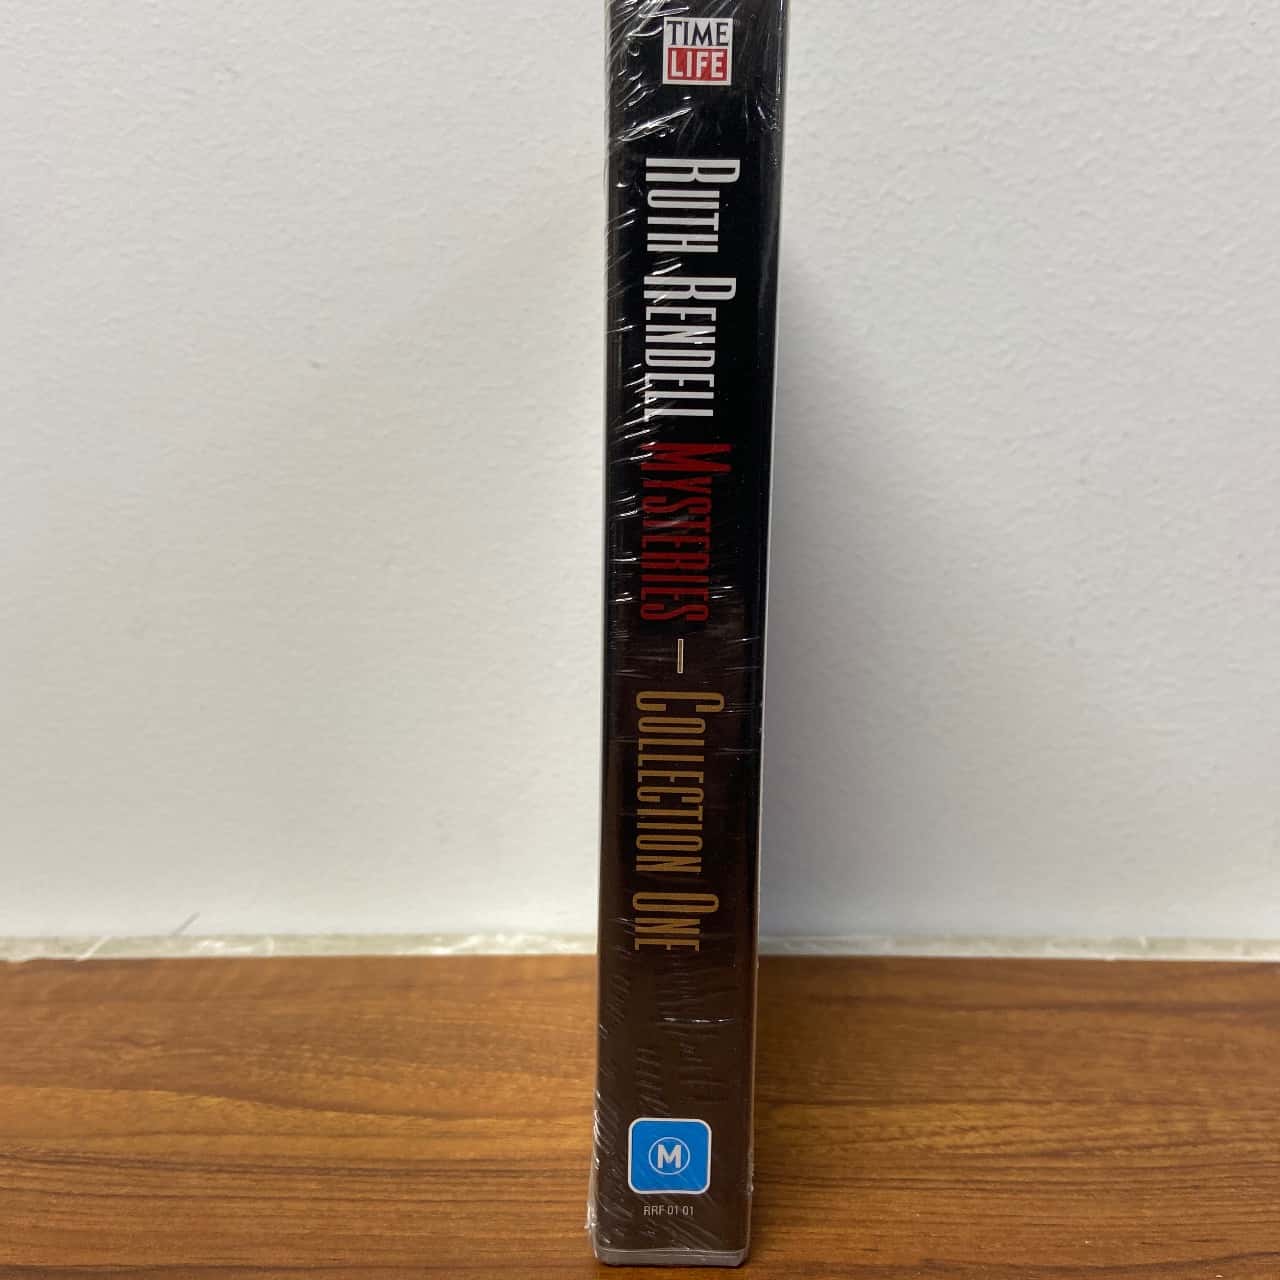 TIME
LIFE
RUTH RENDELL MYSTERIES – COLLECTION ONE
M
RRF 01 01